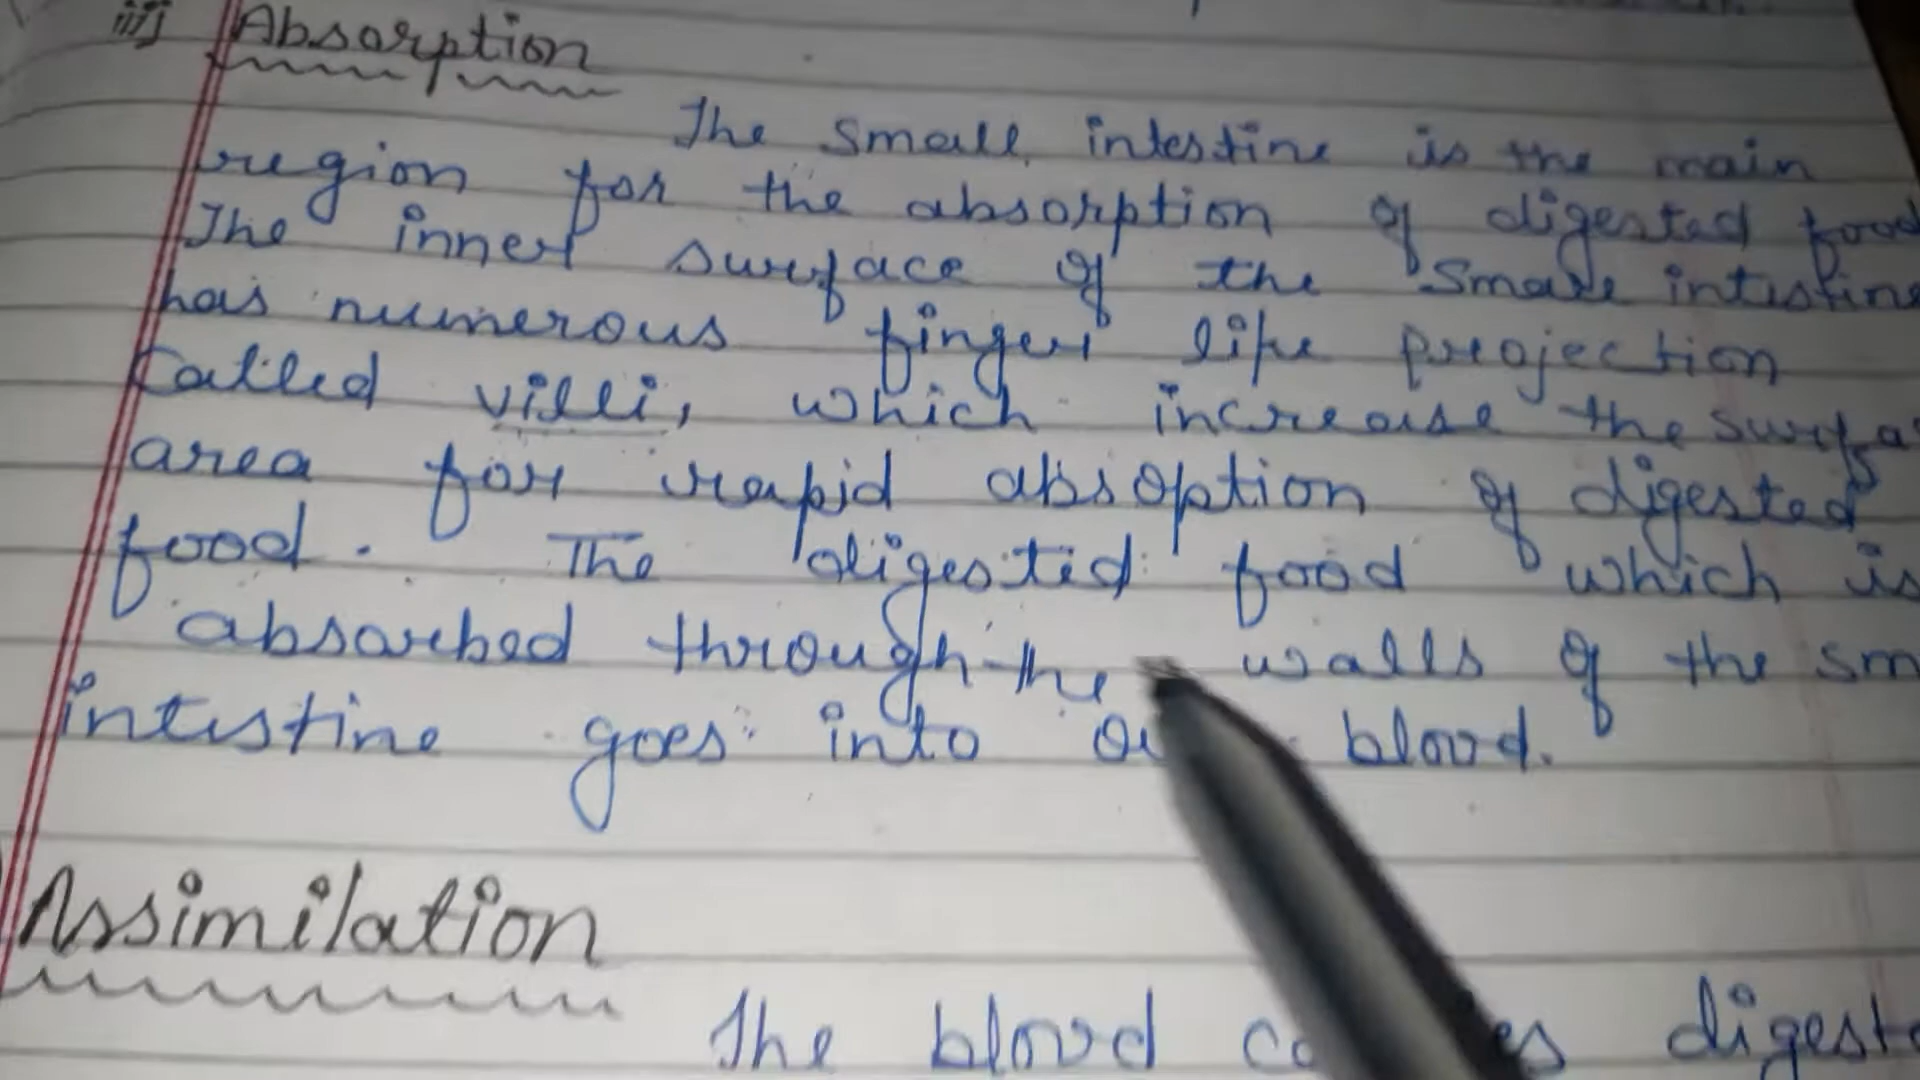 iii) Absorption
The small intestine is the main
region for the absorption of digested food
The inner surface of the Small intestine
has numerous finger like projection
Called villi, which increase the surfa
area for rapid absoption of digested
food. The digested food which is
absorbed through the walls of the sm
intestine goes into blood.
Assimilation
The blood digest